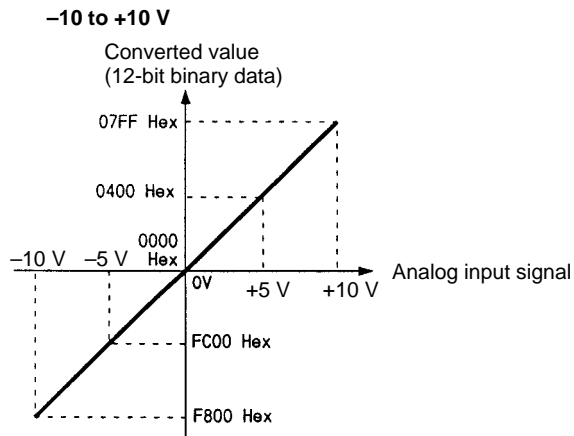 –10 to +10 V
Converted value
(12-bit binary data)
07FF Hex
0400 Hex
0000
Hex
–10 V
–5 V
0V
+5 V
+10 V
Analog input signal
FC00 Hex
F800 Hex